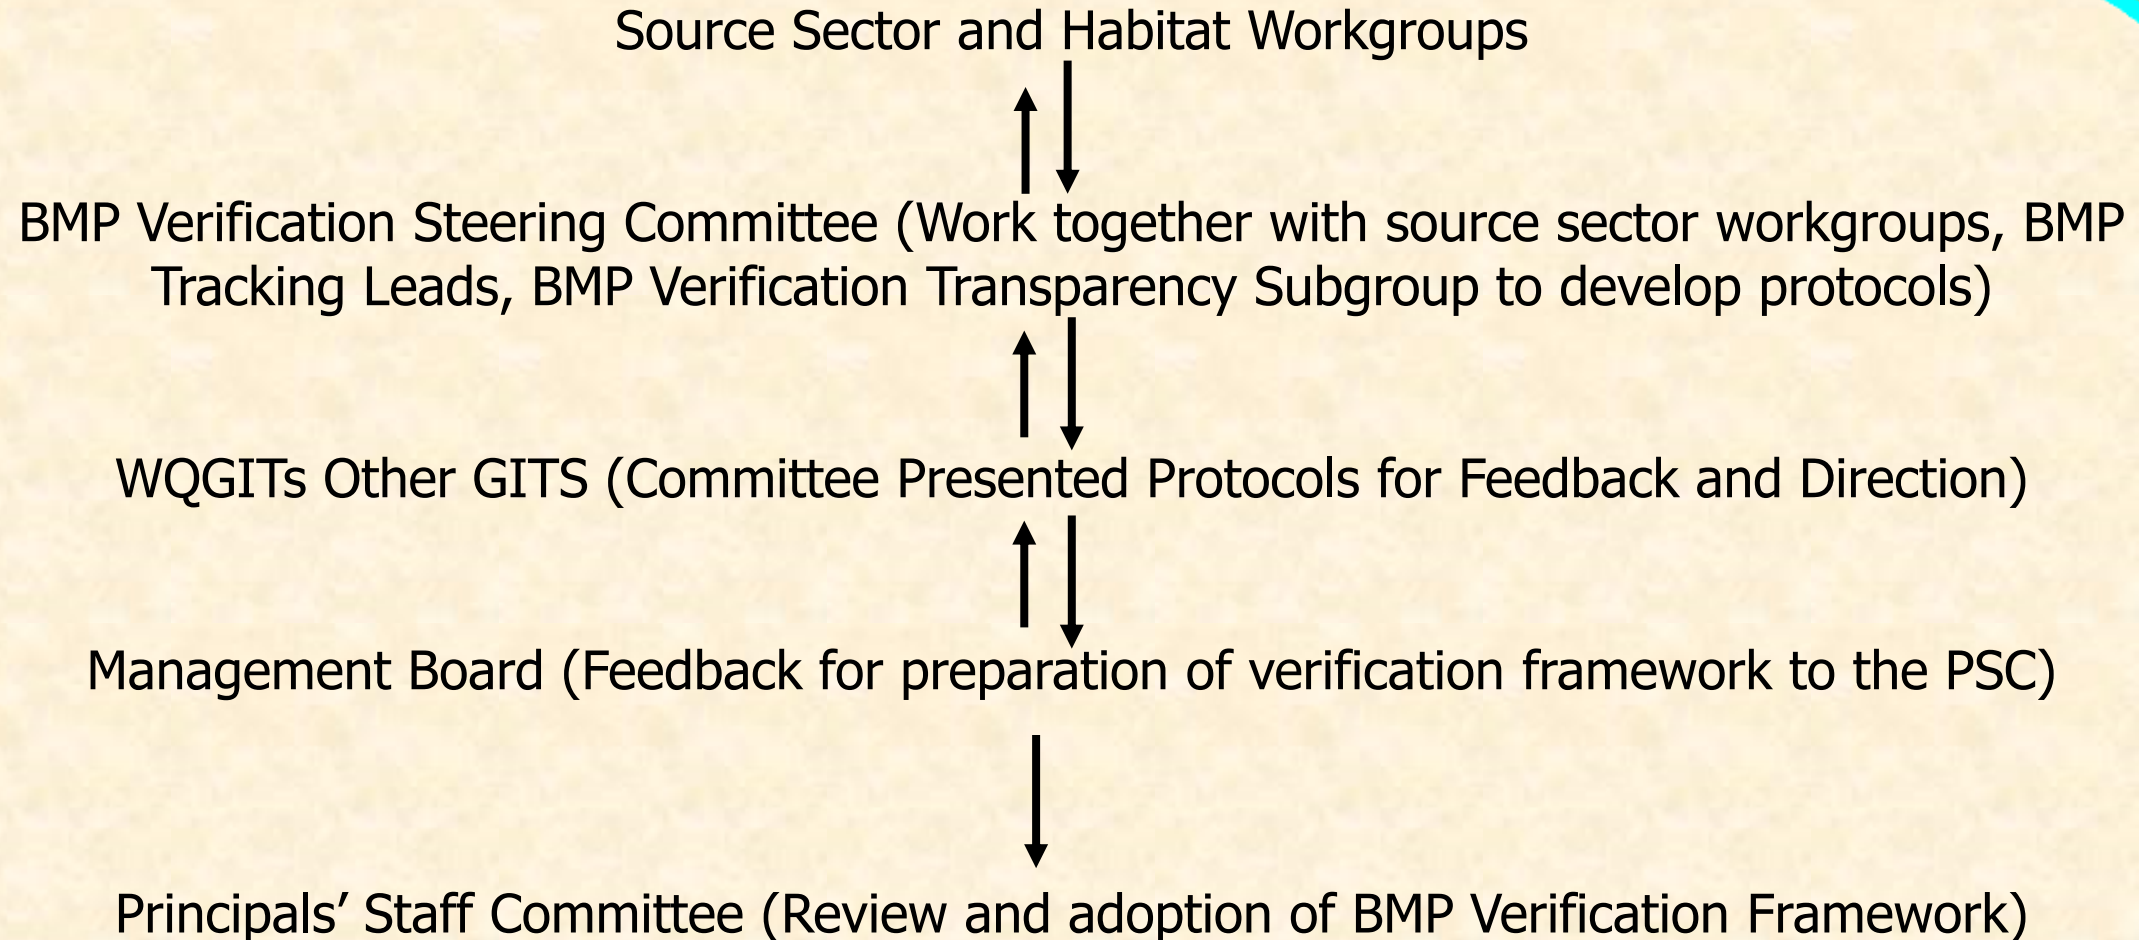 Source Sector and Habitat Workgroups
BMP Verification Steering Committee (Work together with source sector workgroups, BMP
Tracking Leads, BMP Verification Transparency Subgroup to develop protocols)
WQGITs Other GITS (Committee Presented Protocols for Feedback and Direction)
Management Board (Feedback for preparation of verification framework to the PSC)
Principals’ Staff Committee (Review and adoption of BMP Verification Framework)